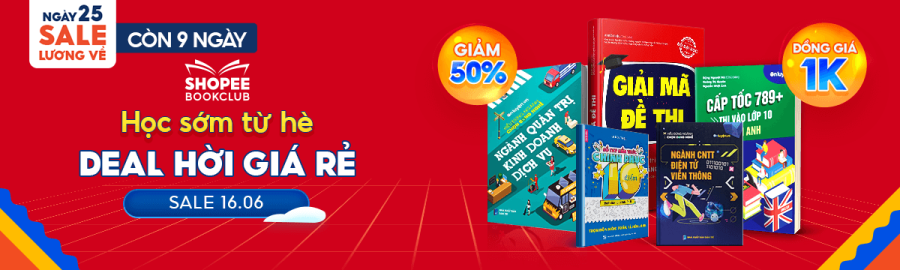 NGÀY 25
SALE
LƯƠNG VỀ
CÒN 9 NGÀY
SHOPEE
BOOKCLUB
Học sớm từ hè
DEAL HỜI GIÁ RẺ
SALE 16.06
GIẢM
50%
ĐỒNG GIÁ
1K
NGÀNH QUẢN TRỊ
KINH DOANH
DỊCH VỤ
GIẢI MÃ
ĐỀ THI
CẤP TỐC 789+
THI VÀO LỚP 10
ANH
CHINH PHỤC
10
điểm
NGÀNH CNTT
ĐIỆN TỬ
VIỄN THÔNG